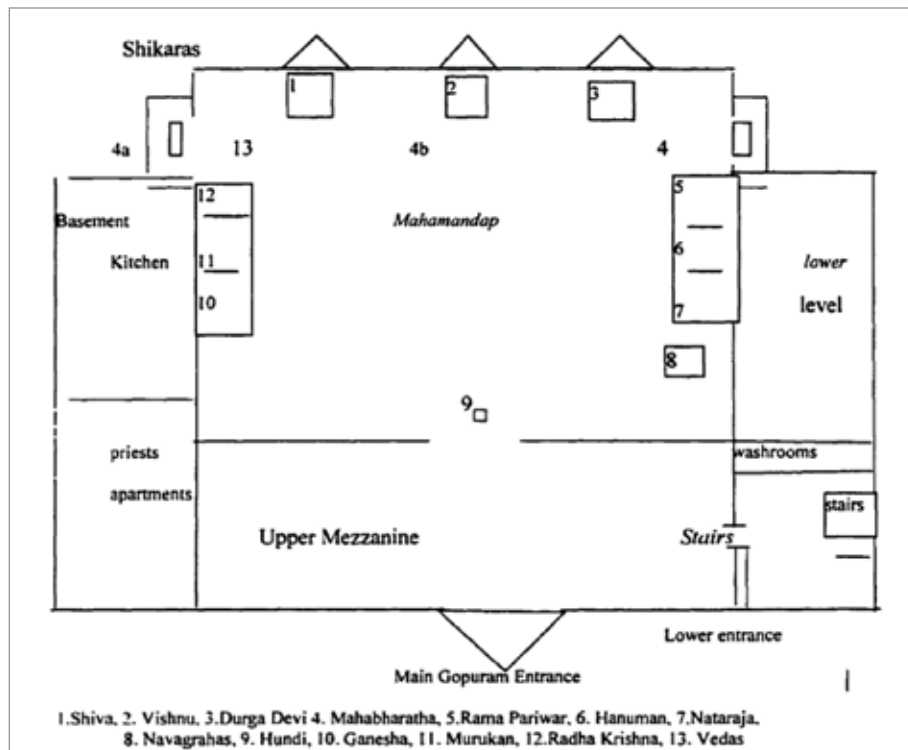 Shikaras
1
2
3
4a
13
4b
4
12
5
Basement
Mahamandap
Kitchen
11
6
lower
10
7
level
8
9
priests
washrooms
apartments
stairs
Upper Mezzanine
Stairs
Lower entrance
Main Gopuram Entrance
1.Shiva, 2. Vishnu, 3.Durga Devi 4. Mahabharatha, 5.Rama Pariwar, 6. Hanuman, 7.Nataraja,
8. Navagrahas, 9. Hundi, 10. Ganesha, 11. Murukan, 12.Radha Krishna, 13. Vedas